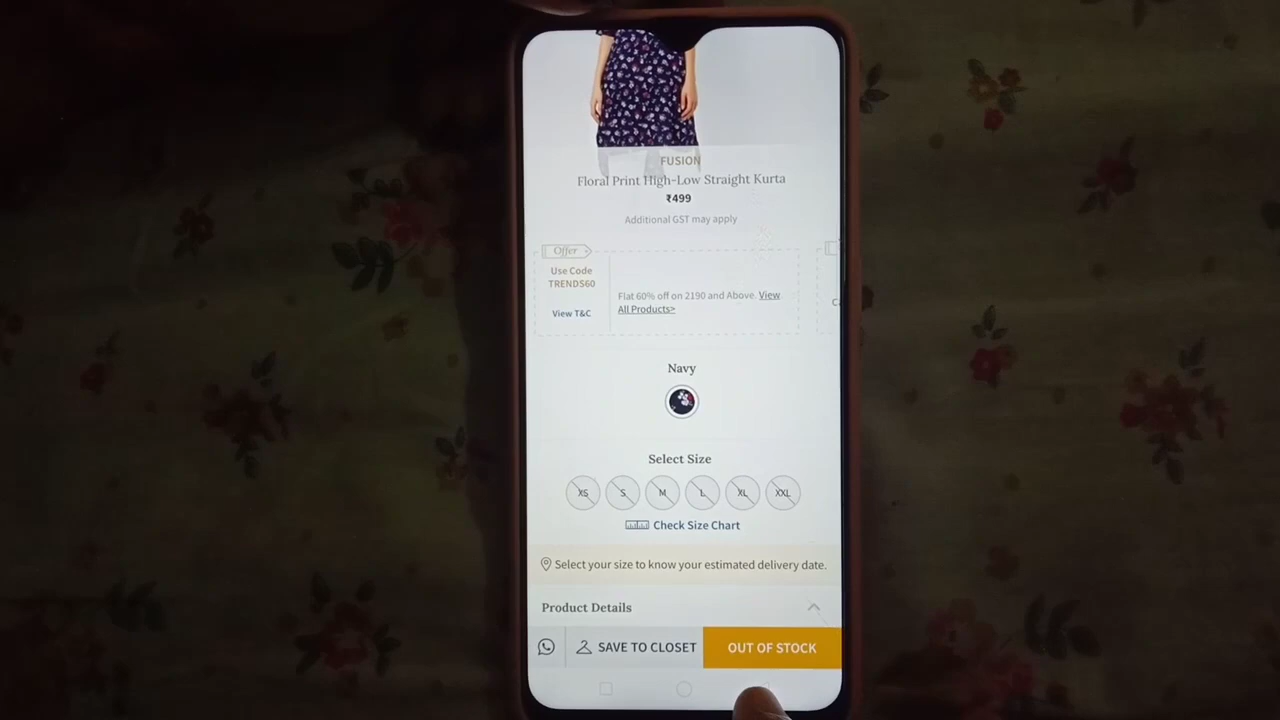 FUSION
Floral Print High-Low Straight Kurta
₹499
Additional GST may apply
Offer
Use Code
TRENDS60
View T&C
Flat 60% off on 2190 and Above. View
All Products>
Navy
Select Size
XS S M L XL XXL
Check Size Chart
Select your size to know your estimated delivery date.
Product Details
SAVE TO CLOSET
OUT OF STOCK